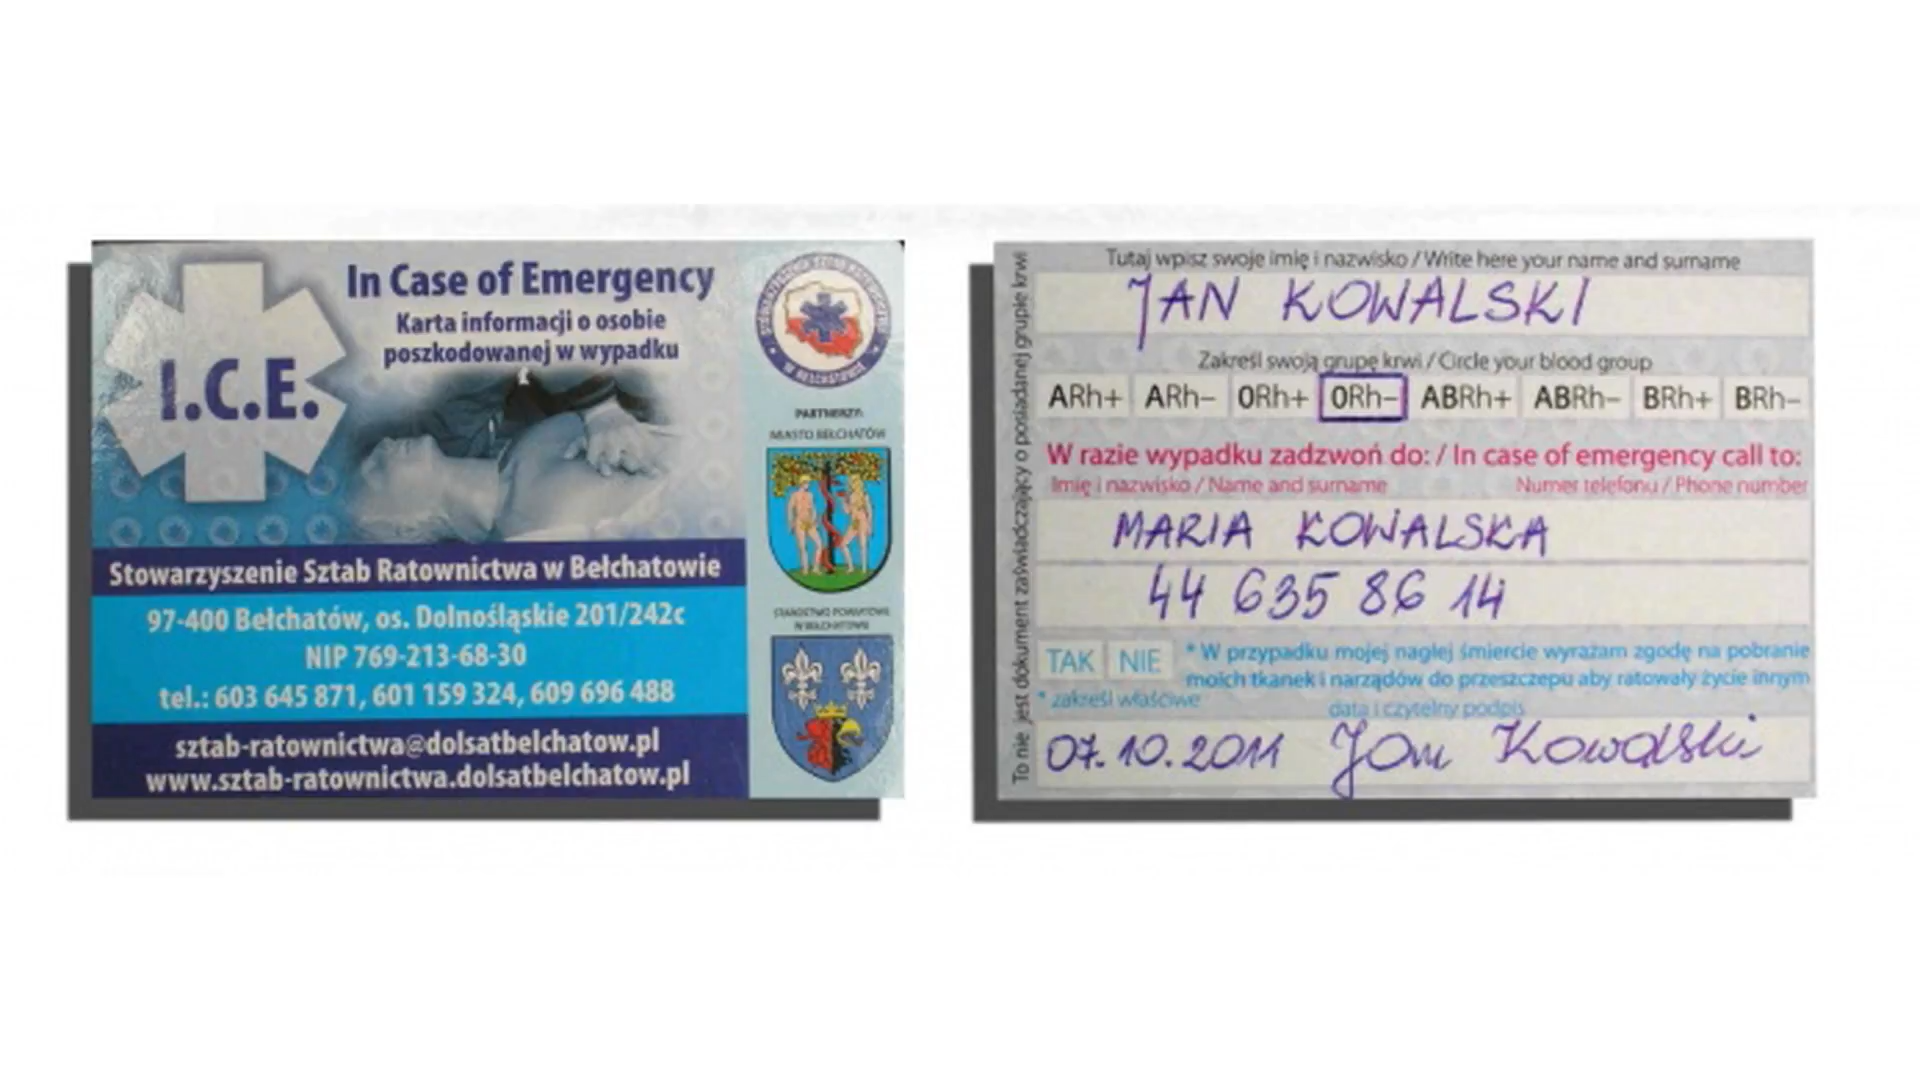 In Case of Emergency
Karta informacji o osobie
poszkodowanej w wypadku
I.C.E.
Stowarzyszenie Sztab Ratownictwa w Bełchatowie
97-400 Bełchatów, os. Dolnośląskie 201/242c
NIP 769-213-68-30
tel.: 603 645 871, 601 159 324, 609 696 488
sztab-ratownictwa@dolsatbelchatow.pl
www.sztab-ratownictwa.dolsatbelchatow.pl
W BEŁCHATOWIE
PARTNERZY:
MIASTO BEŁCHATÓW
STAROSTWO POWIATOWE
W BEŁCHATOWIE
To nie jest dokument zaświadczający o posiadanej grupie krwi
Tutaj wpisz swoje imię i nazwisko / Write here your name and surname
JAN KOWALSKI
Zakreśl swoją grupę krwi / Circle your blood group
ARh+ ARh– 0Rh+ 0Rh– ABRh+ ABRh– BRh+ BRh–
W razie wypadku zadzwoń do: / In case of emergency call to:
Imię i nazwisko / Name and surname Numer telefonu / Phone number
MARIA KOWALSKA
44 635 86 14
TAK NIE * W przypadku mojej nagłej śmiercie wyrażam zgodę na pobranie
moich tkanek i narządów do przeszczepu aby ratowały życie innym
* zakreśl właściwe
data i czytelny podpis
07.10.2011 Jan Kowalski